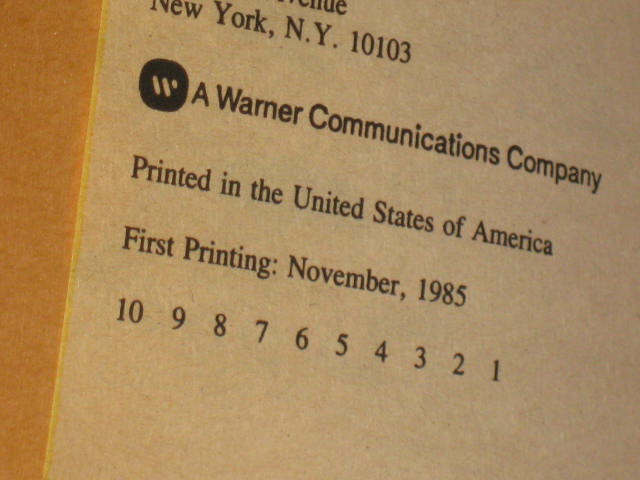 New York, N.Y. 10103
A Warner Communications Company
Printed in the United States of America
First Printing: November, 1985
10 9 8 7 6 5 4 3 2 1